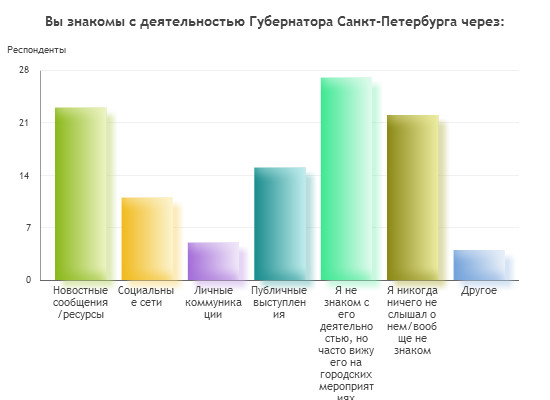 Вы знакомы с деятельностью Губернатора Санкт-Петербурга через:
Респонденты
28
21
14
7
0
Новостные
сообщения
/ресурсы
Социальны
е сети
Личные
коммуника
ции
Публичные
выступлен
ия
Я не
знаком с
его
деятельно
стью, но
часто вижу
его на
городских
мероприят
иях
Я никогда
ничего не
слышал о
нем/вооб
ще не
знаком
Другое